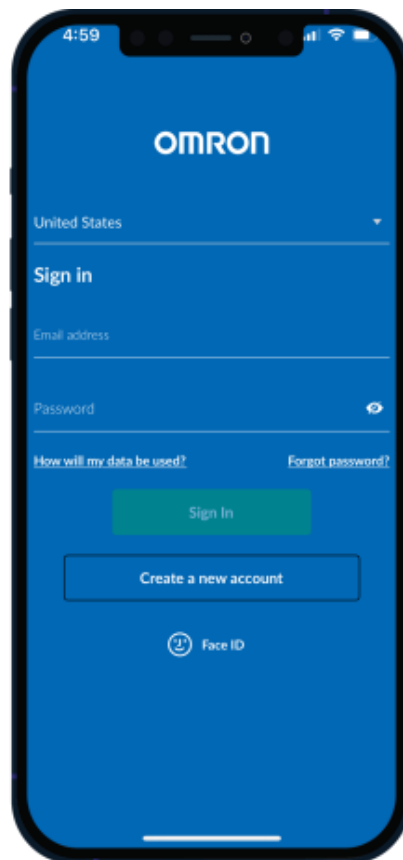 4:59
OMRON
United States
Sign in
Email address
Password
How will my data be used? Forgot password?
Sign In
Create a new account
Face ID